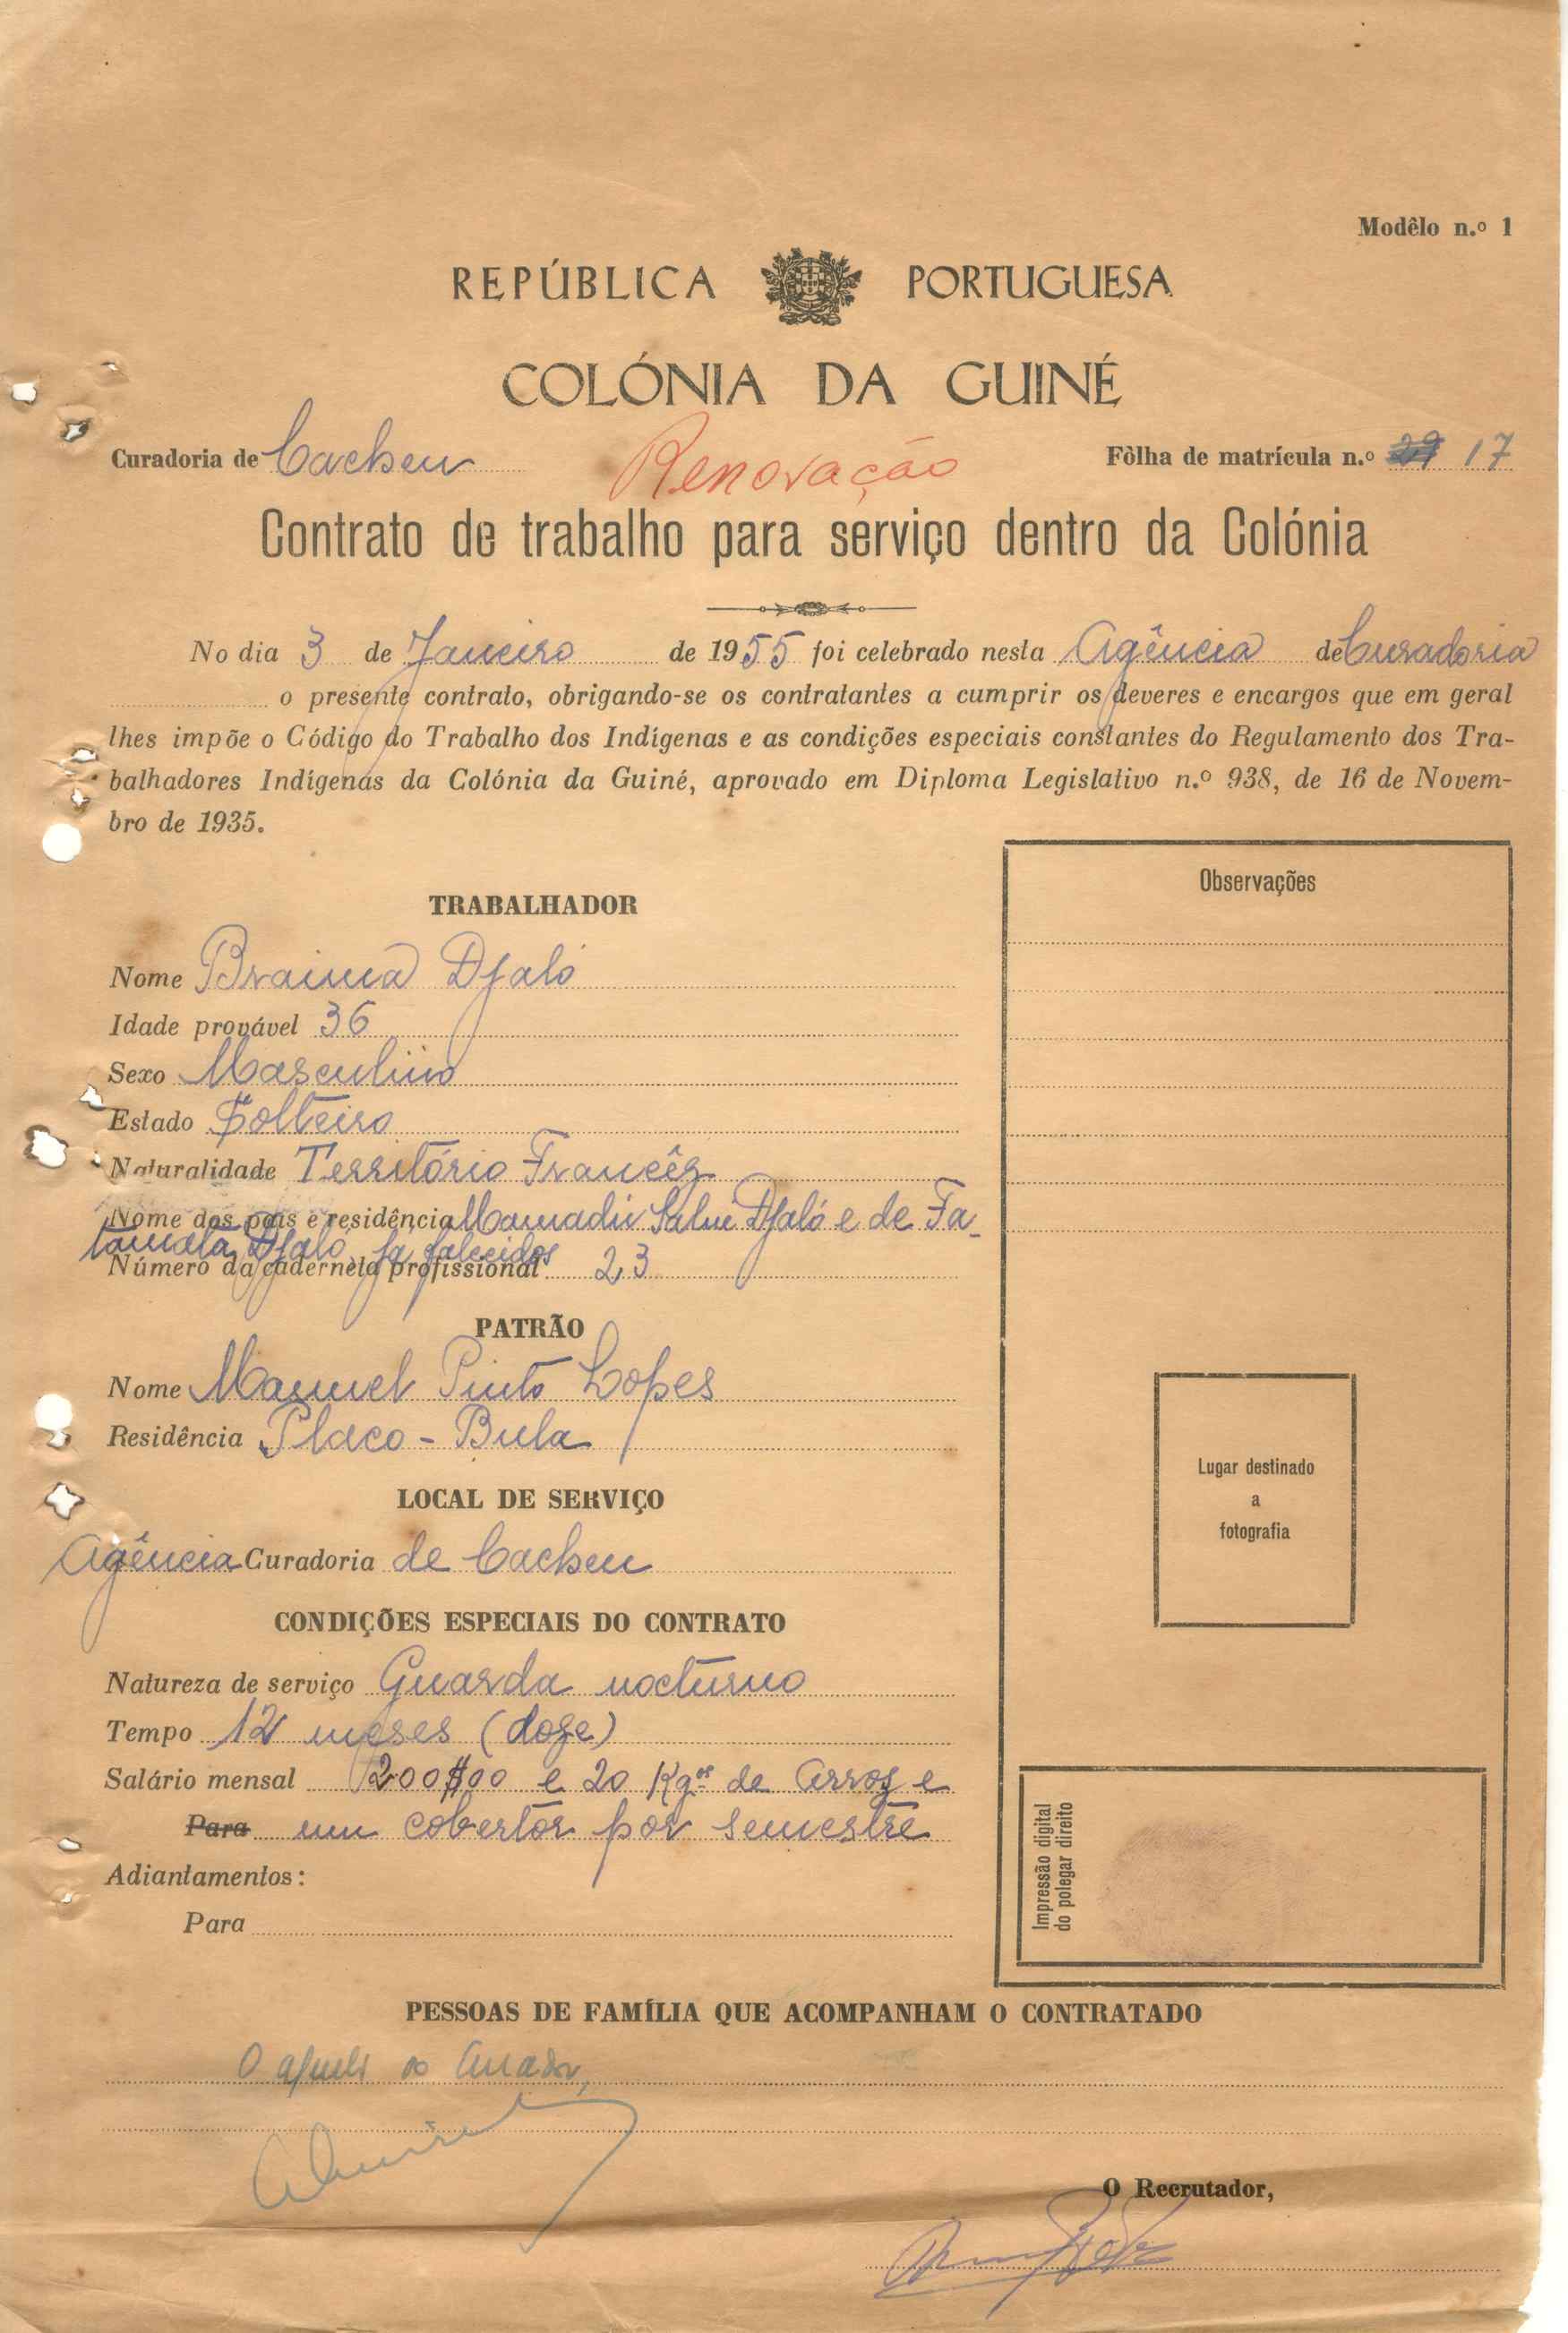 Modêlo n.º 1
REPÚBLICA PORTUGUESA
COLÓNIA DA GUINÉ
Curadoria de Cacheu Renovação Fôlha de matrícula n.º 29 17
Contrato de trabalho para serviço dentro da Colónia
No dia 3 de Janeiro de 1955 foi celebrado nesta Agência de Curadoria
o presente contrato, obrigando-se os contratantes a cumprir os deveres e encargos que em geral
lhes impõe o Código do Trabalho dos Indígenas e as condições especiais constantes do Regulamento dos Tra-
balhadores Indígenas da Colónia da Guiné, aprovado em Diploma Legislativo n.º 938, de 16 de Novem-
bro de 1935.
TRABALHADOR
Nome Braima Djaló
Idade provável 36
Sexo Masculino
Estado Solteiro
Naturalidade Território Francêz
Nome dos pais e residência Mamadú Saliu Djaló e de Fa-
tamata Djaló, já falecidos
Número da caderneta profissional 23
PATRÃO
Nome Manuel Pinto Lopes
Residência Placo - Bula
LOCAL DE SERVIÇO
Agência Curadoria de Cacheu
CONDIÇÕES ESPECIAIS DO CONTRATO
Natureza de serviço Guarda nocturno
Tempo 12 meses (doze)
Salário mensal 200$00 e 20 Kg.os de arroz e
Para um cobertor por semestre
Adiantamentos:
Para
Observações
Lugar destinado
a
fotografia
Impressão digital
do polegar direito
PESSOAS DE FAMÍLIA QUE ACOMPANHAM O CONTRATADO
O do Curador,
O Recrutador,